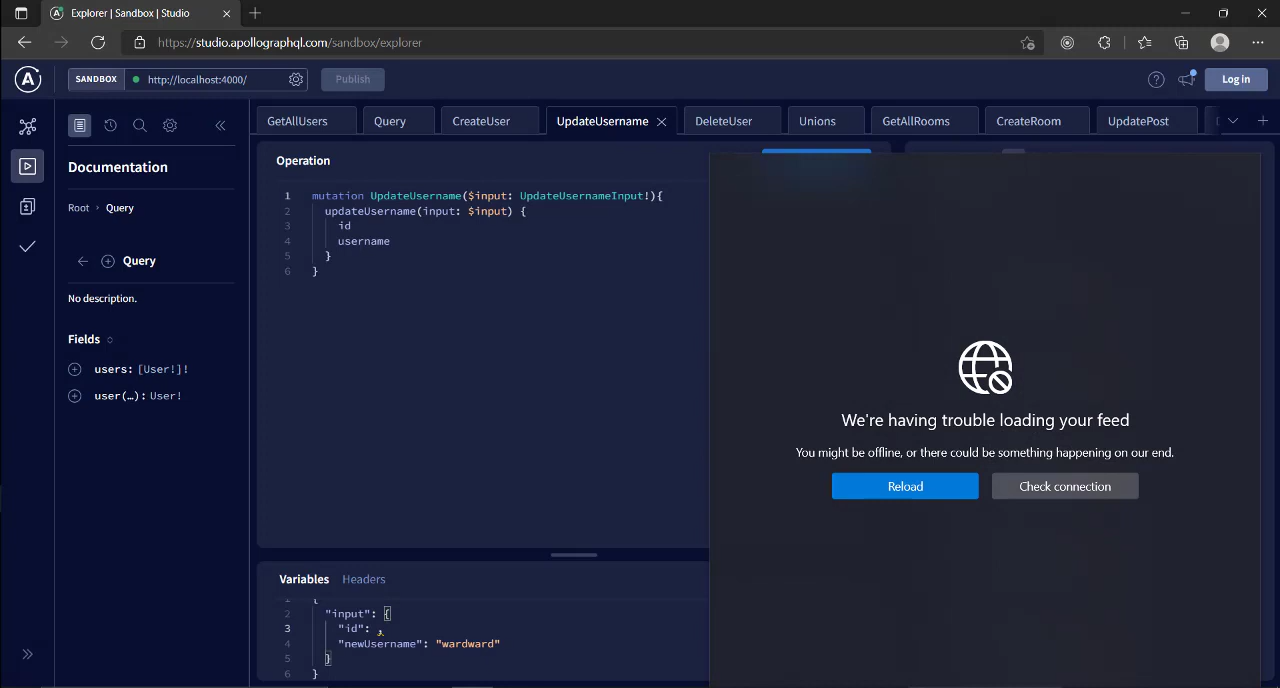 Explorer | Sandbox | Studio
https://studio.apollographql.com/sandbox/explorer
A
SANDBOX
http://localhost:4000/
Publish
Log in
GetAllUsers
Query
CreateUser
UpdateUsername
DeleteUser
Unions
GetAllRooms
CreateRoom
UpdatePost
Documentation
Root › Query
Query
No description.
Fields
users: [User!]!
user(…): User!
Operation
1 mutation UpdateUsername($input: UpdateUsernameInput!){
2 updateUsername(input: $input) {
3 id
4 username
5 }
6 }
Variables
Headers
1 {
2 "input": {
3 "id": ,
4 "newUsername": "wardward"
5 }
6 }
We're having trouble loading your feed
You might be offline, or there could be something happening on our end.
Reload
Check connection